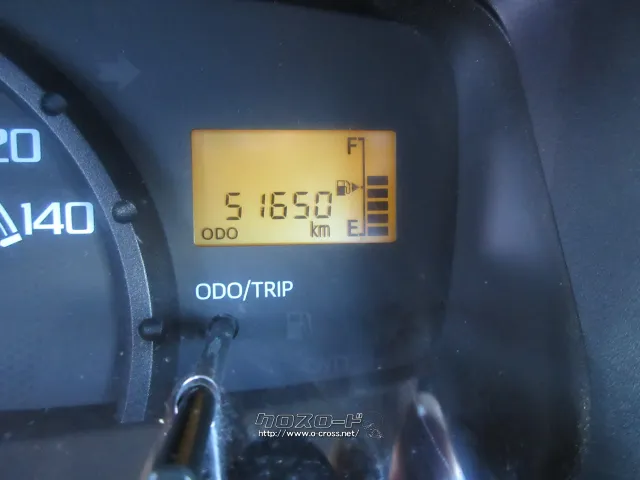 20
140
F
51650
ODO km E
ODO/TRIP
クロスロード
http://www.o-cross.net/